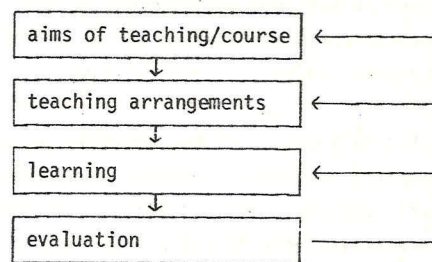 aims of teaching/course
teaching arrangements
learning
evaluation